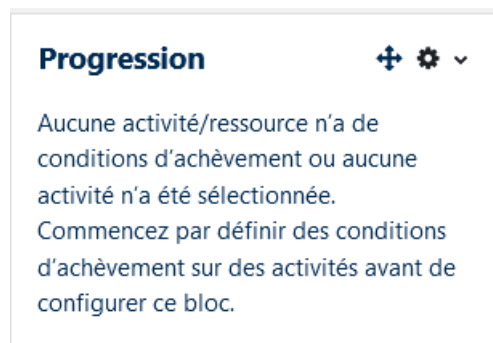 Progression
Aucune activité/ressource n'a de
conditions d'achèvement ou aucune
activité n'a été sélectionnée.
Commencez par définir des conditions
d'achèvement sur des activités avant de
configurer ce bloc.